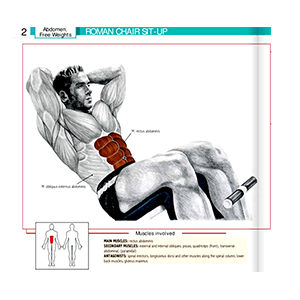 2
Abdomen,
Free Weights
ROMAN CHAIR SIT-UP
M. rectus abdominis
M. obliquus externus abdominis
Muscles involved
MAIN MUSCLES: rectus abdominis
SECONDARY MUSCLES: external and internal obliques, psoas, quadriceps (front), transverse
abdominus, (pyramidal)
ANTAGONISTS: spinal erectors, longissimus dorsi and other muscles along the spinal column, lower
back muscles, gluteus maximus